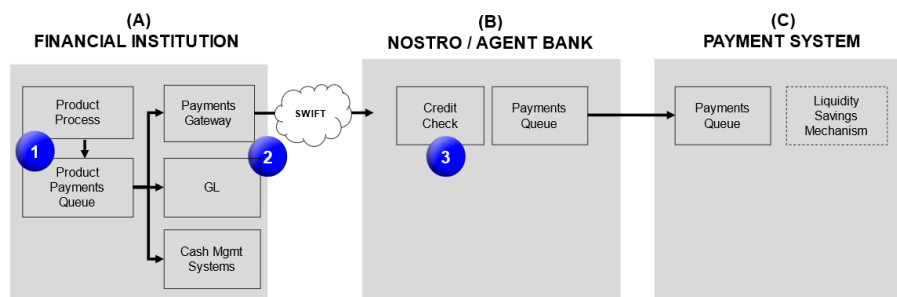 (A)
FINANCIAL INSTITUTION
(B)
NOSTRO / AGENT BANK
(C)
PAYMENT SYSTEM
Product
Process
1
Product
Payments
Queue
Payments
Gateway
2
GL
Cash Mgmt
Systems
SWIFT
Credit
Check
3
Payments
Queue
Payments
Queue
Liquidity
Savings
Mechanism